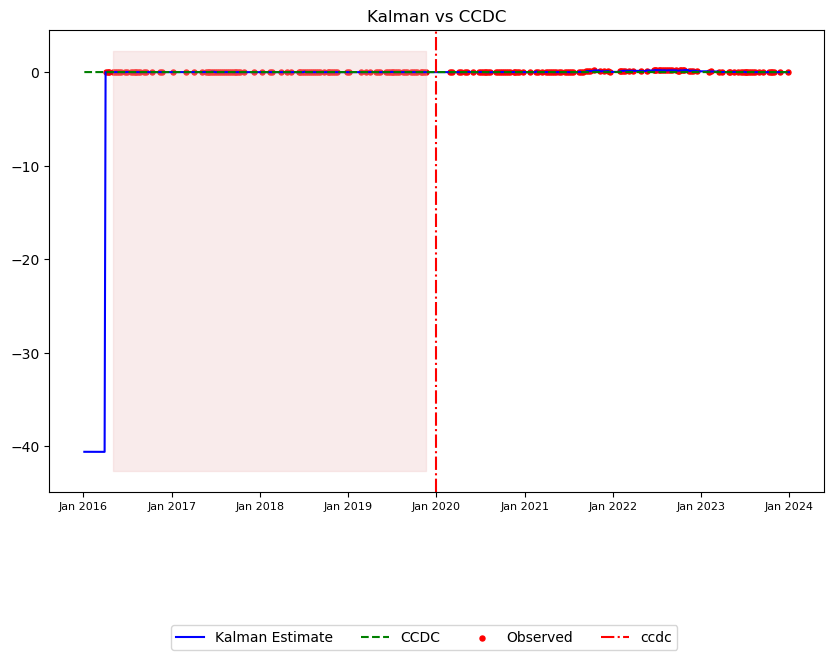 Kalman vs CCDC
0
−10
−20
−30
−40
Jan 2016 Jan 2017 Jan 2018 Jan 2019 Jan 2020 Jan 2021 Jan 2022 Jan 2023 Jan 2024
Kalman Estimate CCDC Observed ccdc